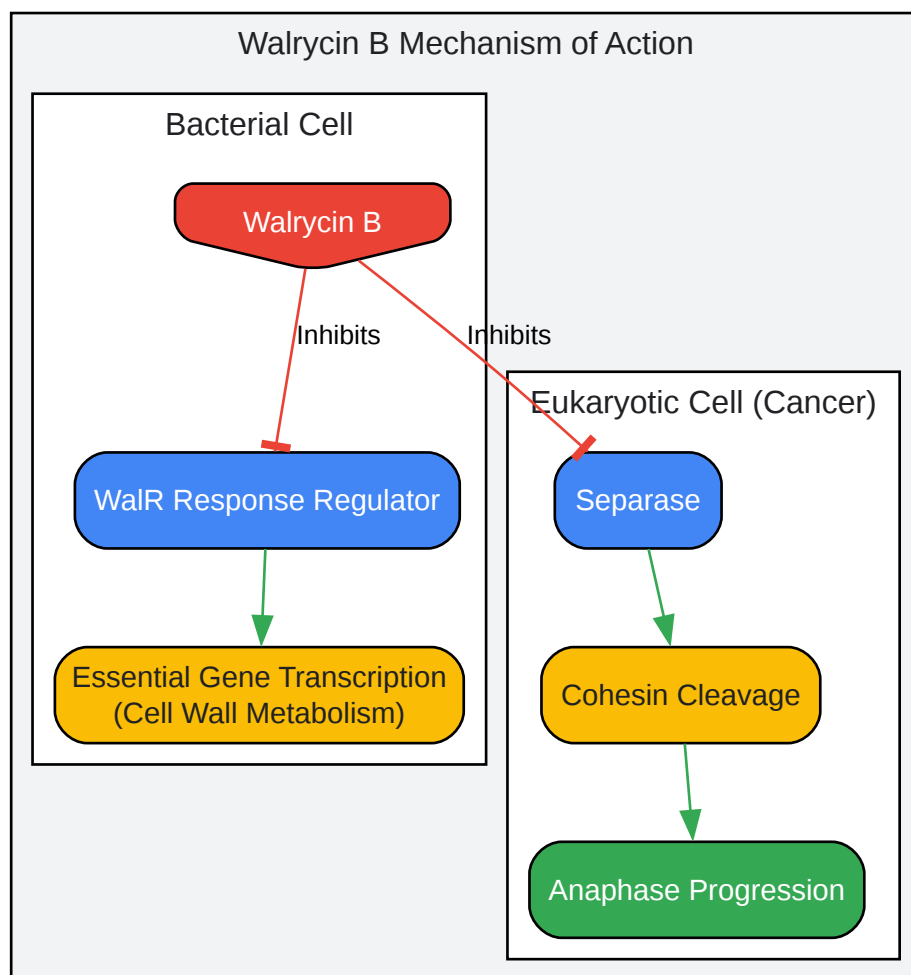 Walrycin B Mechanism of Action
Bacterial Cell
Walrycin B
Inhibits
Inhibits
Eukaryotic Cell (Cancer)
WalR Response Regulator
Separase
Essential Gene Transcription
(Cell Wall Metabolism)
Cohesin Cleavage
Anaphase Progression